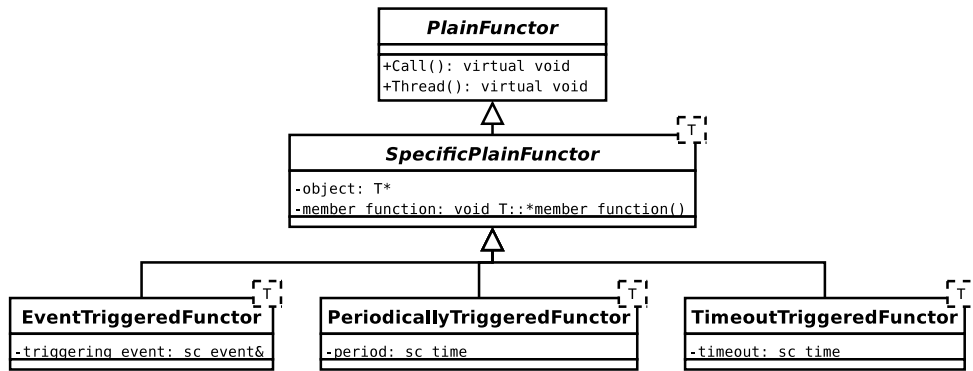 PlainFunctor
+Call(): virtual void
+Thread(): virtual void
T
SpecificPlainFunctor
-object: T*
-member function: void T::*member function()
T
T
T
EventTriggeredFunctor
PeriodicallyTriggeredFunctor
TimeoutTriggeredFunctor
-triggering event: sc event&
-period: sc time
-timeout: sc time